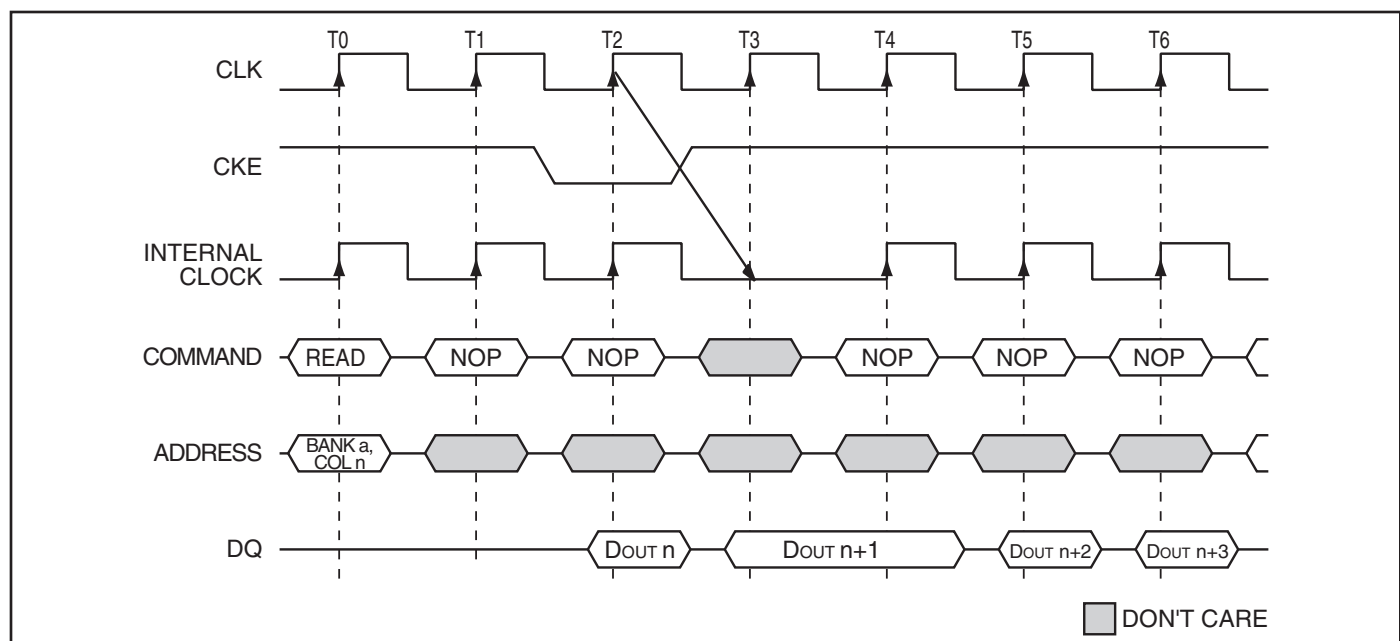 T0 T1 T2 T3 T4 T5 T6
CLK
CKE
INTERNAL
CLOCK
COMMAND READ NOP NOP NOP NOP NOP
ADDRESS BANK a,
COL n
DQ DOUT n DOUT n+1 DOUT n+2 DOUT n+3
DON'T CARE